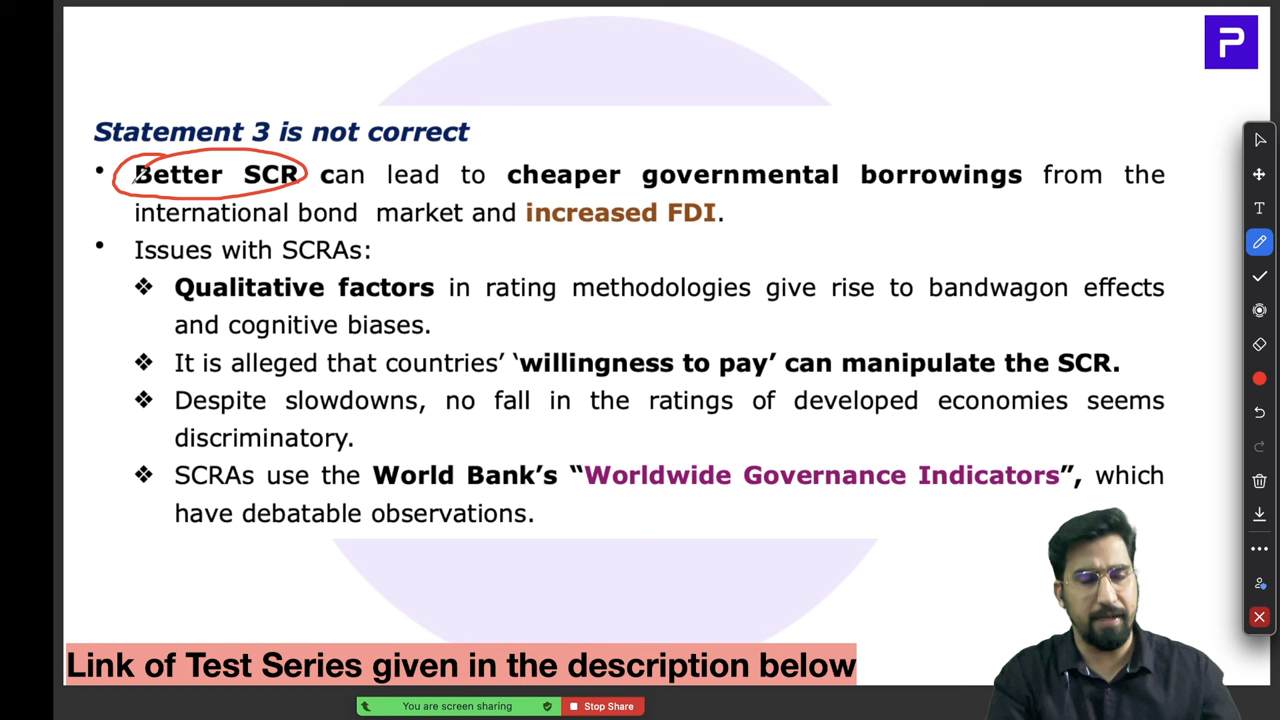 P
Statement 3 is not correct
• Better SCR can lead to cheaper governmental borrowings from the
international bond market and increased FDI.
• Issues with SCRAs:
❖ Qualitative factors in rating methodologies give rise to bandwagon effects
and cognitive biases.
❖ It is alleged that countries’ ‘willingness to pay’ can manipulate the SCR.
❖ Despite slowdowns, no fall in the ratings of developed economies seems
discriminatory.
❖ SCRAs use the World Bank’s “Worldwide Governance Indicators”, which
have debatable observations.
Link of Test Series given in the description below
You are screen sharing
Stop Share
T